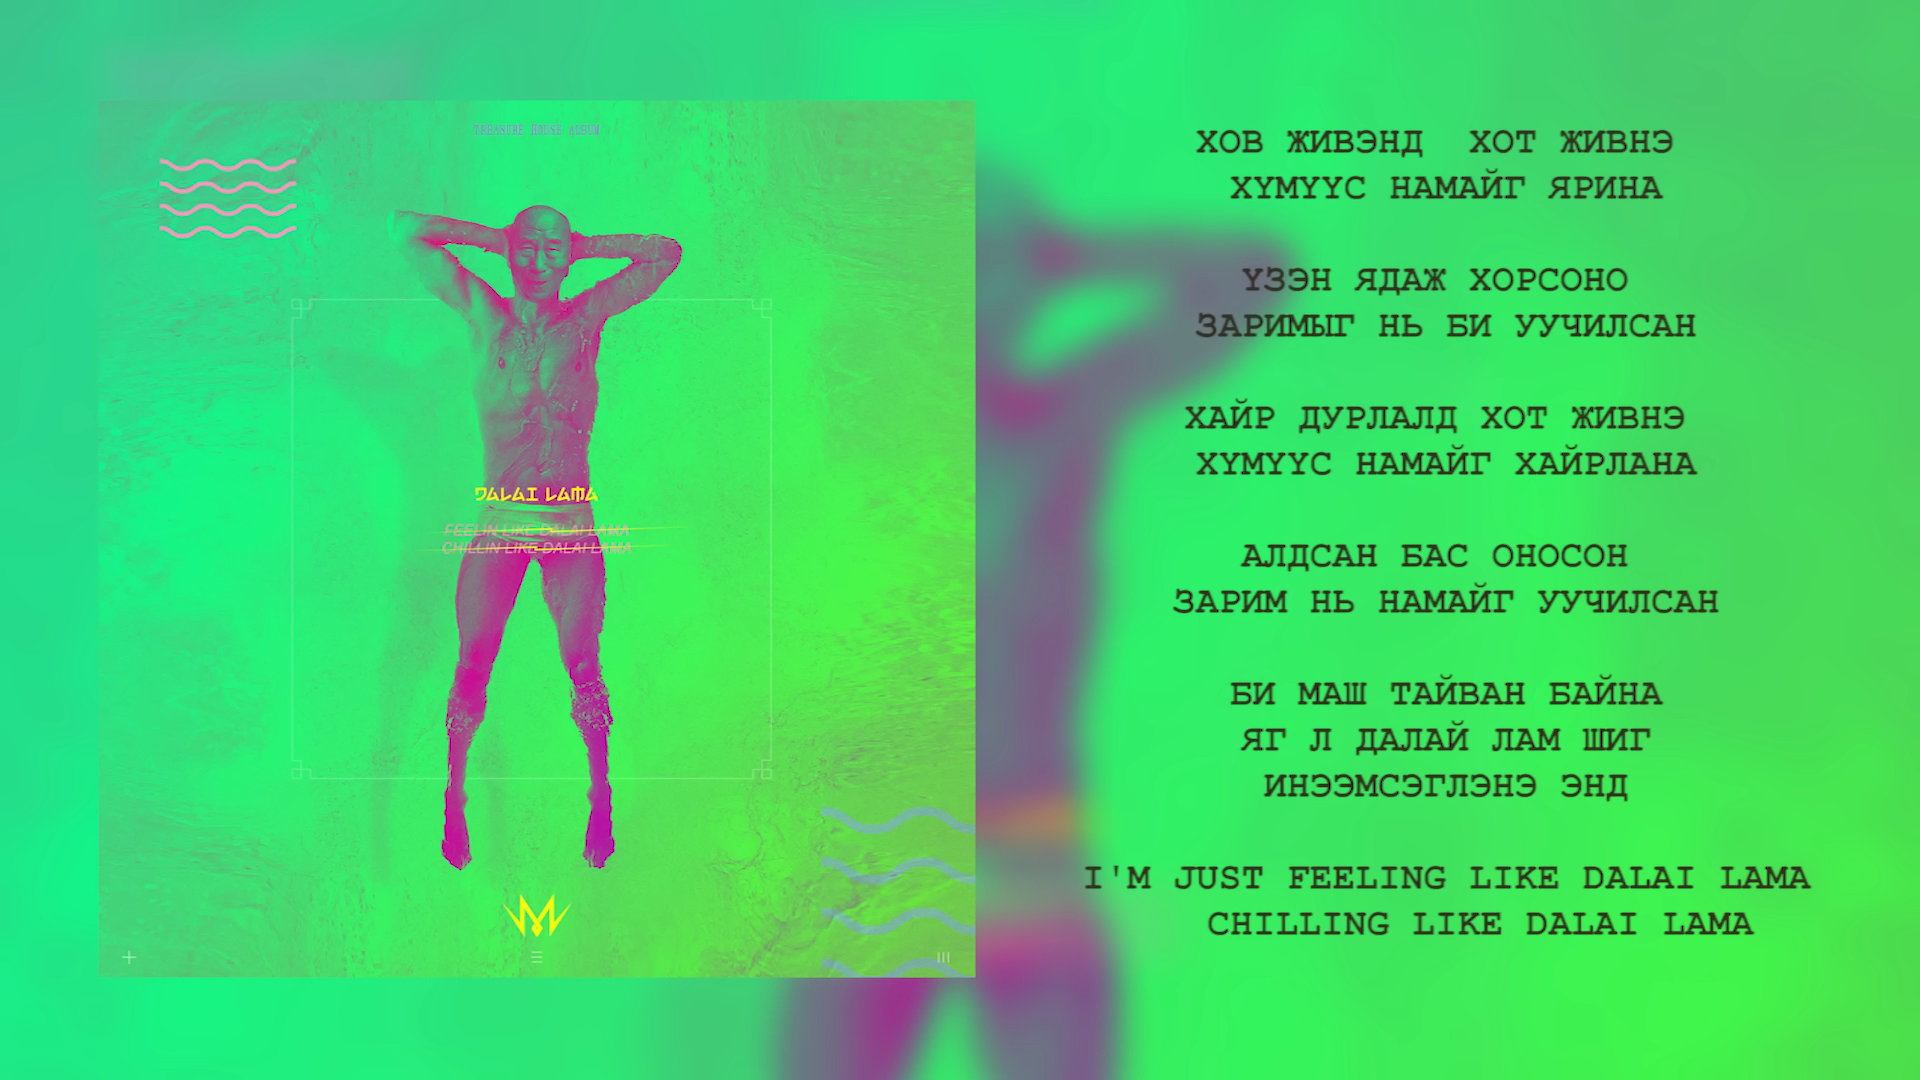 TREASURE HOUSE ALBUM
DALAI LAMA
FEELIN LIKE DALAI LAMA
CHILLIN LIKE DALAI LAMA
ХОВ ЖИВЭНД ХОТ ЖИВНЭ
ХҮМҮҮС НАМАЙГ ЯРИНА
ҮЗЭН ЯДАЖ ХОРСОНО
ЗАРИМЫГ НЬ БИ УУЧИЛСАН
ХАЙР ДУРЛАЛД ХОТ ЖИВНЭ
ХҮМҮҮС НАМАЙГ ХАЙРЛАНА
АЛДСАН БАС ОНОСОН
ЗАРИМ НЬ НАМАЙГ УУЧИЛСАН
БИ МАШ ТАЙВАН БАЙНА
ЯГ Л ДАЛАЙ ЛАМ ШИГ
ИНЭЭМСЭГЛЭНЭ ЭНД
I'M JUST FEELING LIKE DALAI LAMA
CHILLING LIKE DALAI LAMA